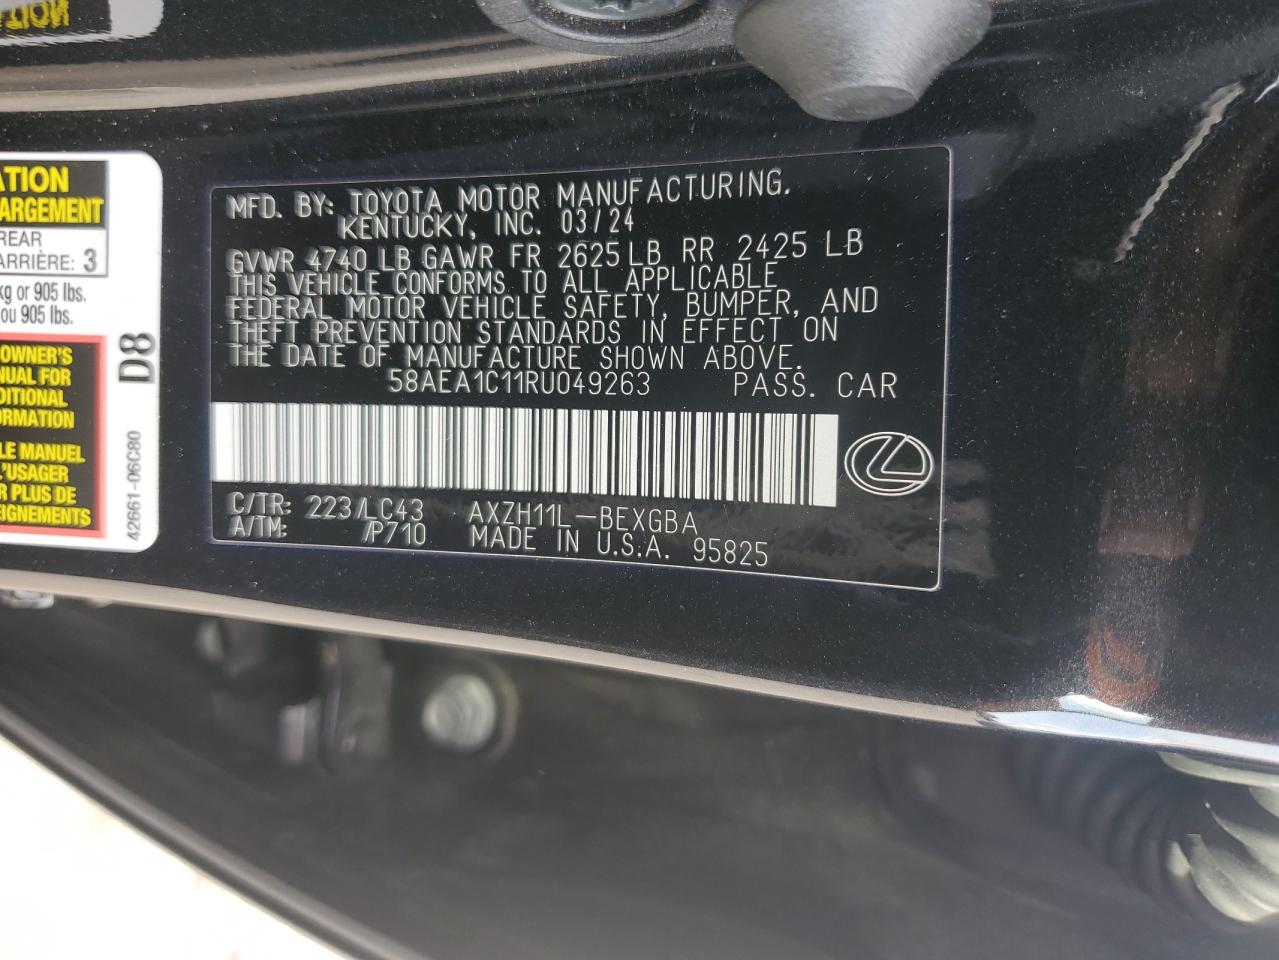 ATION
ARGEMENT
REAR
ARRIÈRE: 3
kg or 905 lbs.
ou 905 lbs.
OWNER'S
NUAL FOR
DITIONAL
ORMATION
LE MANUEL
L'USAGER
R PLUS DE
EIGNEMENTS
D8
42661-06C80
MFD. BY: TOYOTA MOTOR MANUFACTURING.
KENTUCKY, INC. 03/24
GVWR 4740 LB GAWR FR 2625 LB RR 2425 LB
THIS VEHICLE CONFORMS TO ALL APPLICABLE
FEDERAL MOTOR VEHICLE SAFETY, BUMPER, AND
THEFT PREVENTION STANDARDS IN EFFECT ON
THE DATE OF MANUFACTURE SHOWN ABOVE.
58AEA1C11RU049263 PASS. CAR
C/TR: 223/LC43 AXZH11L-BEXGBA
A/TM: /P710 MADE IN U.S.A. 95825